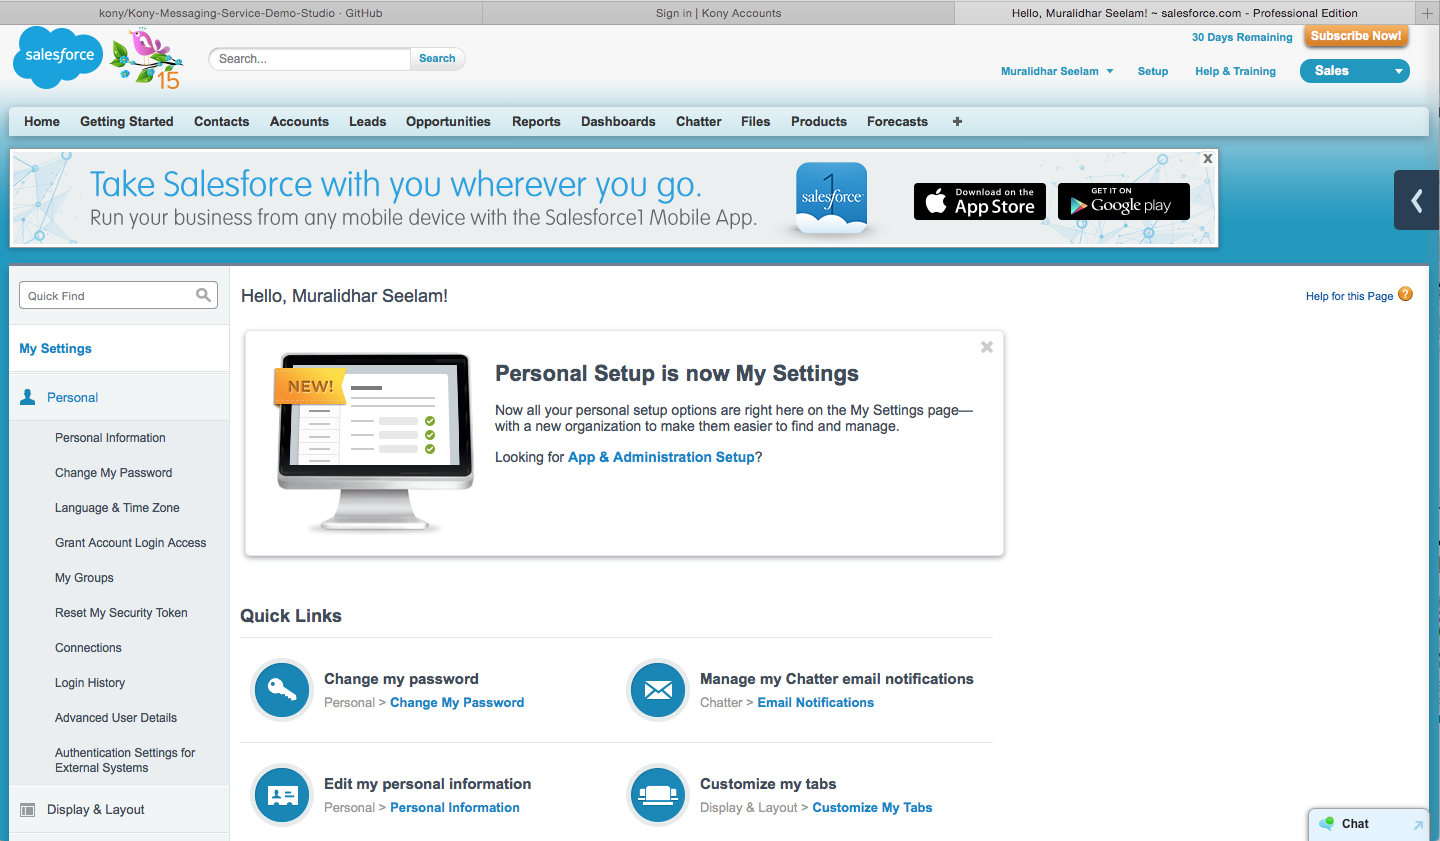 kony/Kony-Messaging-Service-Demo-Studio · GitHub
Sign in | Kony Accounts
Hello, Muralidhar Seelam! ~ salesforce.com - Professional Edition
salesforce
15
Search...
Search
30 Days Remaining
Subscribe Now!
Muralidhar Seelam
Setup
Help & Training
Sales
Home Getting Started Contacts Accounts Leads Opportunities Reports Dashboards Chatter Files Products Forecasts +
Take Salesforce with you wherever you go.
Run your business from any mobile device with the Salesforce1 Mobile App.
1
salesforce
Download on the
App Store
GET IT ON
Google play
X
Quick Find
My Settings
Personal
Personal Information
Change My Password
Language & Time Zone
Grant Account Login Access
My Groups
Reset My Security Token
Connections
Login History
Advanced User Details
Authentication Settings for
External Systems
Display & Layout
Hello, Muralidhar Seelam!
Help for this Page ?
NEW!
Personal Setup is now My Settings
Now all your personal setup options are right here on the My Settings page—
with a new organization to make them easier to find and manage.
Looking for App & Administration Setup?
Quick Links
Change my password
Personal > Change My Password
Manage my Chatter email notifications
Chatter > Email Notifications
Edit my personal information
Personal > Personal Information
Customize my tabs
Display & Layout > Customize My Tabs
Chat